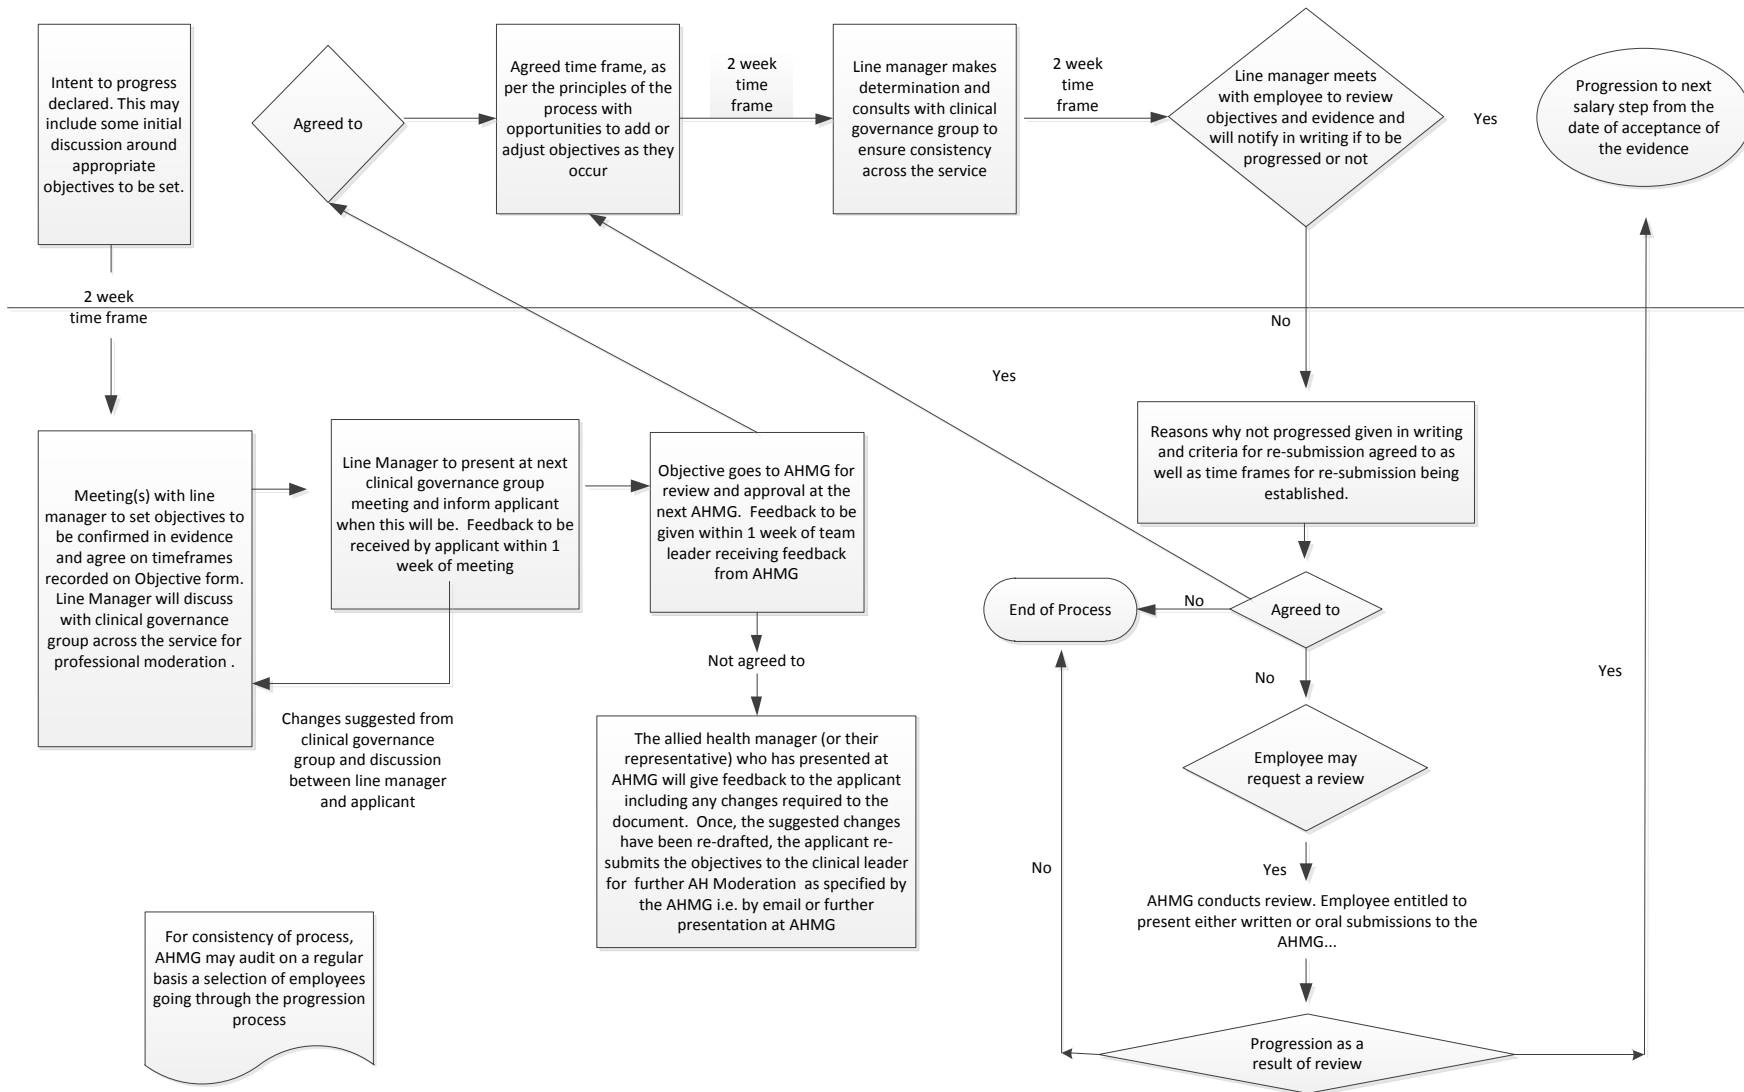 Intent to progress
declared. This may
include some initial
discussion around
appropriate
objectives to be set.
Agreed to
Agreed time frame, as
per the principles of the
process with
opportunities to add or
adjust objectives as they
occur
2 week
time
frame
Line manager makes
determination and
consults with clinical
governance group to
ensure consistency
across the service
2 week
time
frame
Line manager meets
with employee to review
objectives and evidence and
will notify in writing if to be
progressed or not
Yes
Progression to next
salary step from the
date of acceptance of
the evidence
2 week
time frame
No
Yes
Meeting(s) with line
manager to set objectives to
be confirmed in evidence
and agree on timeframes
recorded on Objective form.
Line Manager will discuss
with clinical governance
group across the service for
professional moderation .
Line Manager to present at next
clinical governance group
meeting and inform applicant
when this will be.  Feedback to be
received by applicant within 1
week of meeting
Objective goes to AHMG for
review and approval at the
next AHMG.  Feedback to be
given within 1 week of team
leader receiving feedback
from AHMG
Reasons why not progressed given in writing
and criteria for re-submission agreed to as
well as time frames for re-submission being
established.
End of Process
No
Agreed to
Not agreed to
No
Yes
Changes suggested from
clinical governance
group and discussion
between line manager
and applicant
The allied health manager (or their
representative) who has presented at
AHMG will give feedback to the applicant
including any changes required to the
document.  Once, the suggested changes
have been re-drafted, the applicant re-
submits the objectives to the clinical leader
for  further AH Moderation  as specified by
the AHMG i.e. by email or further
presentation at AHMG
Employee may
request a review
No
Yes
AHMG conducts review. Employee entitled to
present either written or oral submissions to the
AHMG...
For consistency of process,
AHMG may audit on a regular
basis a selection of employees
going through the progression
process
Progression as a
result of review